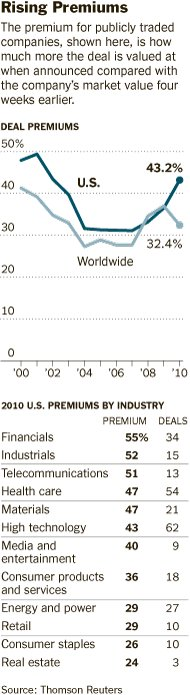 Rising Premiums
The premium for publicly traded
companies, shown here, is how
much more the deal is valued at
when announced compared with
the company's market value four
weeks earlier.
DEAL PREMIUMS
50%
43.2%
40
U.S.
30
32.4%
Worldwide
20
10
0
'00 '02 '04 '06 '08 '10
2010 U.S. PREMIUMS BY INDUSTRY
PREMIUM DEALS
Financials 55% 34
Industrials 52 15
Telecommunications 51 13
Health care 47 54
Materials 47 21
High technology 43 62
Media and
entertainment 40 9
Consumer products
and services 36 18
Energy and power 29 27
Retail 29 10
Consumer staples 26 10
Real estate 24 3
Source: Thomson Reuters